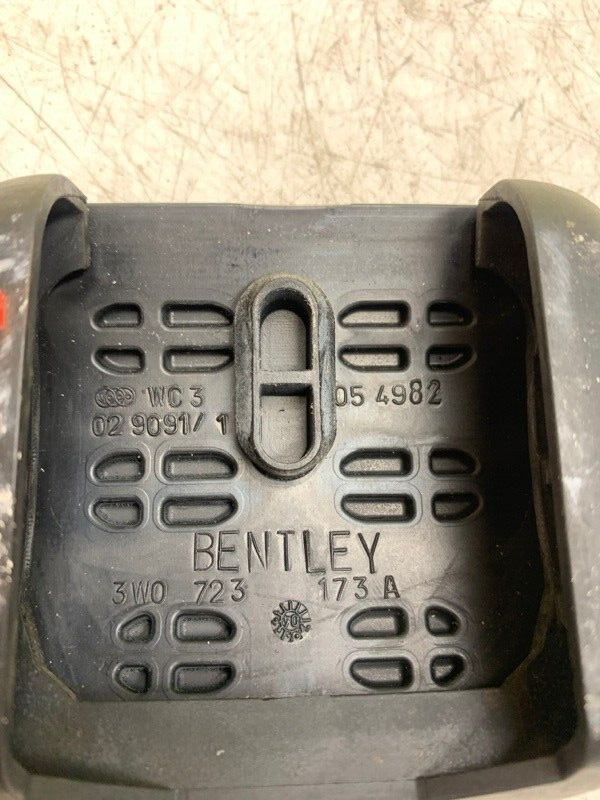 WC 3 05 4982
02 9091/ 1
BENTLEY
3W0 723 173 A